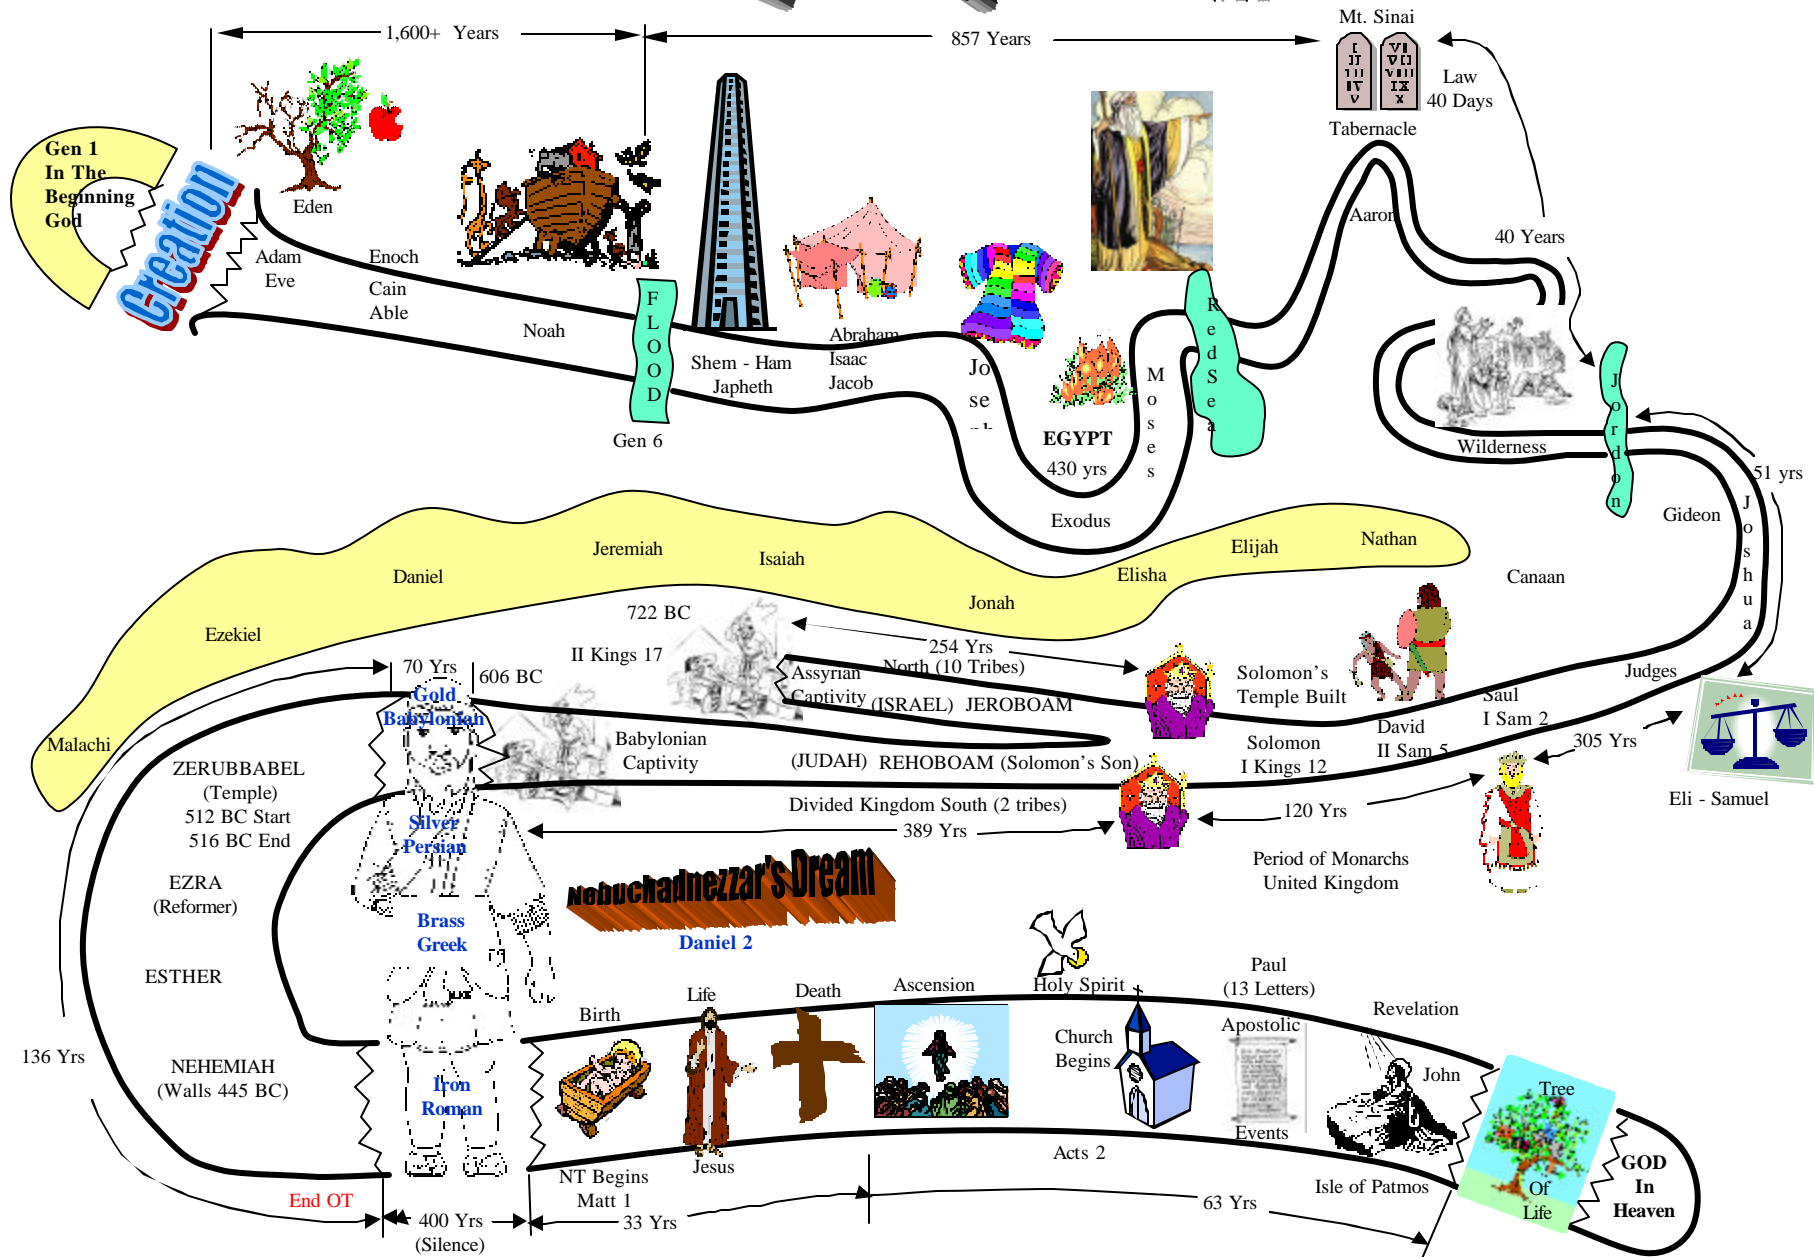 1,600+ Years
857 Years
Mt. Sinai
I
II
III
IV
V
VI
VII
VIII
IX
X
Law
40 Days
Tabernacle
Gen 1
In The
Beginning
God
Creation
Eden
Adam
Eve
Enoch
Cain
Able
Noah
FLOOD
Gen 6
Shem - Ham
Japheth
Abraham
Isaac
Jacob
Jo
se
ph
EGYPT
430 yrs
Exodus
Moses
Red Sea
Aaron
40 Years
Wilderness
Jordon
51 yrs
Joshua
Gideon
Canaan
Judges
Nathan
Elijah
Elisha
Jonah
Isaiah
Jeremiah
Daniel
Ezekiel
Malachi
722 BC
II Kings 17
254 Yrs
North (10 Tribes)
Assyrian
Captivity
(ISRAEL) JEROBOAM
Solomon's
Temple Built
Saul
I Sam 2
David
II Sam 5
305 Yrs
Eli - Samuel
70 Yrs
606 BC
Gold
Babylonian
Babylonian
Captivity
(JUDAH) REHOBOAM (Solomon's Son)
Solomon
I Kings 12
Divided Kingdom South (2 tribes)
389 Yrs
120 Yrs
Period of Monarchs
United Kingdom
ZERUBBABEL
(Temple)
512 BC Start
516 BC End
EZRA
(Reformer)
ESTHER
NEHEMIAH
(Walls 445 BC)
136 Yrs
Silver
Persian
Brass
Greek
Iron
Roman
Nebuchadnezzar's Dream
Daniel 2
End OT
400 Yrs
(Silence)
Birth
Life
Death
Ascension
Holy Spirit
Paul
(13 Letters)
Revelation
Church
Begins
Apostolic
Events
John
Jesus
NT Begins
Matt 1
33 Yrs
Acts 2
63 Yrs
Isle of Patmos
Tree
Of
Life
GOD
In
Heaven